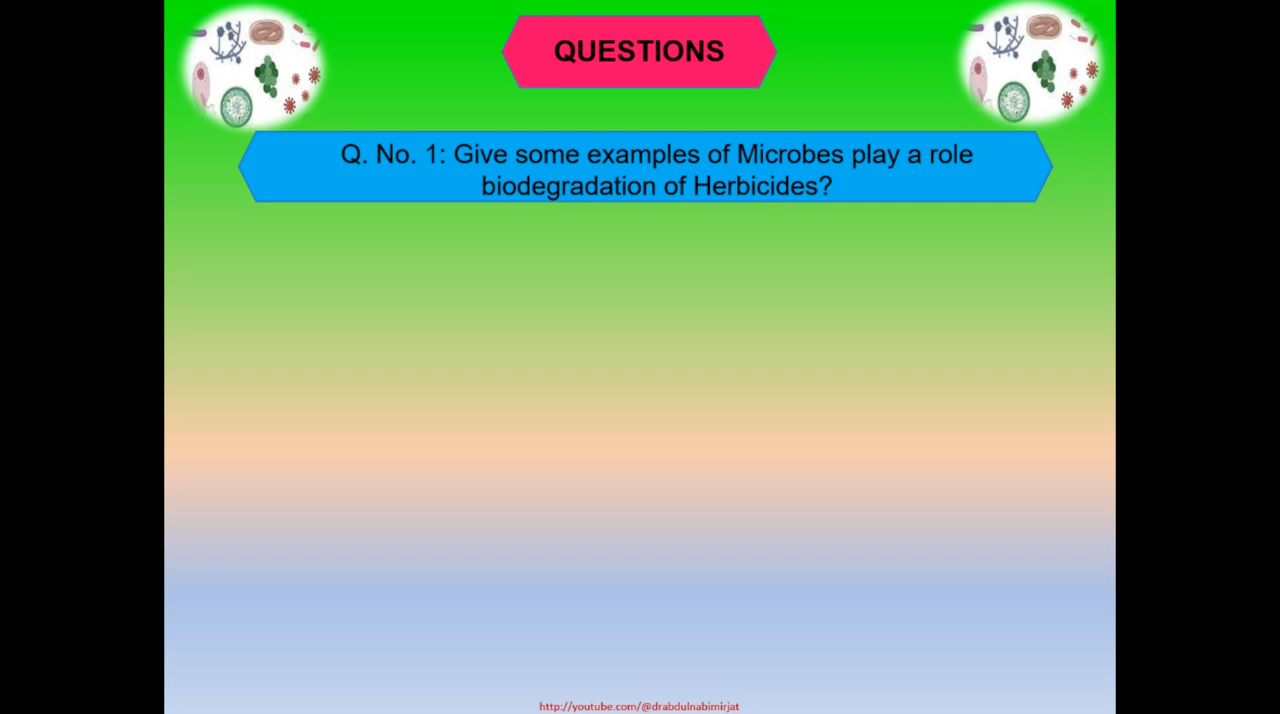 QUESTIONS
Q. No. 1: Give some examples of Microbes play a role
biodegradation of Herbicides?
http://youtube.com/@drabdulnabimirjat